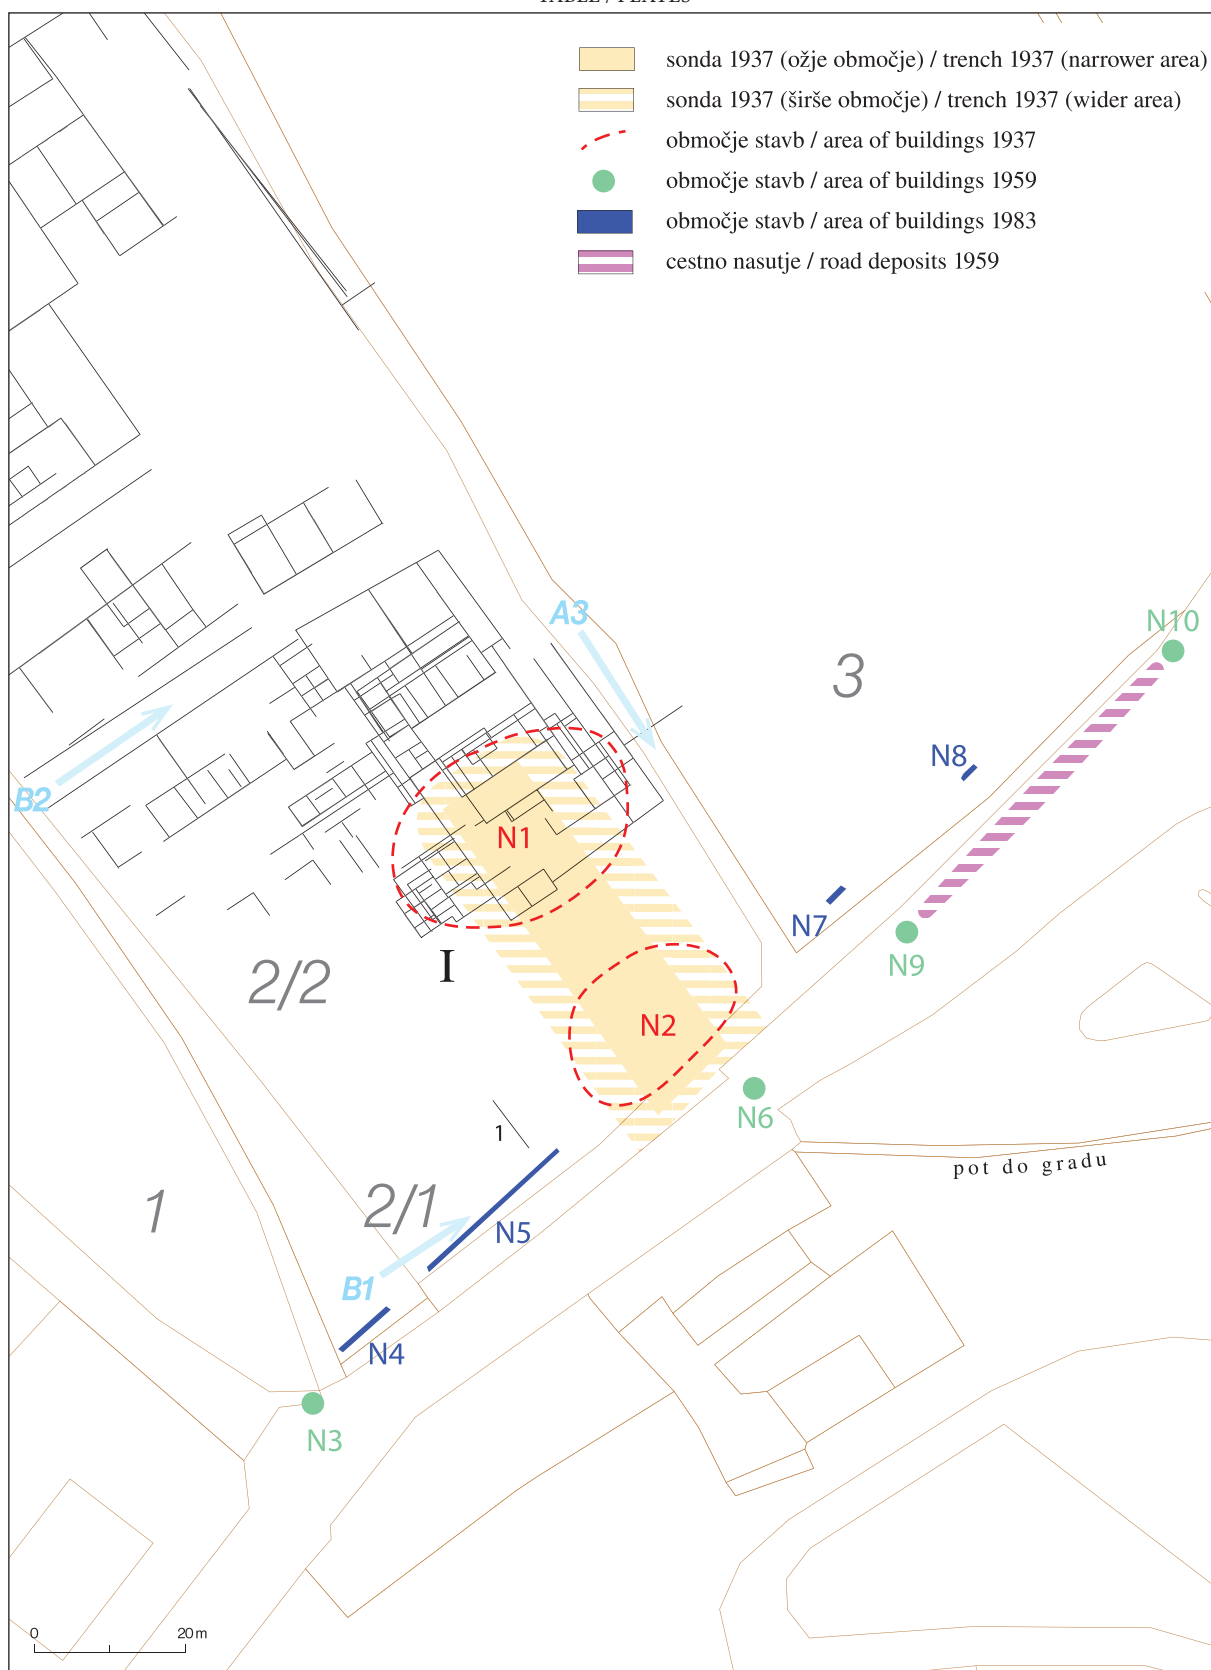 TABLE / PLATES
sonda 1937 (ožje območje) / trench 1937 (narrower area)
sonda 1937 (širše območje) / trench 1937 (wider area)
območje stavb / area of buildings 1937
območje stavb / area of buildings 1959
območje stavb / area of buildings 1983
cestno nasutje / road deposits 1959
A3
N10
3
N8
B2
N1
N7
N9
I
2/2
N2
N6
1
pot do gradu
1
2/1
N5
B1
N4
N3
0 20 m